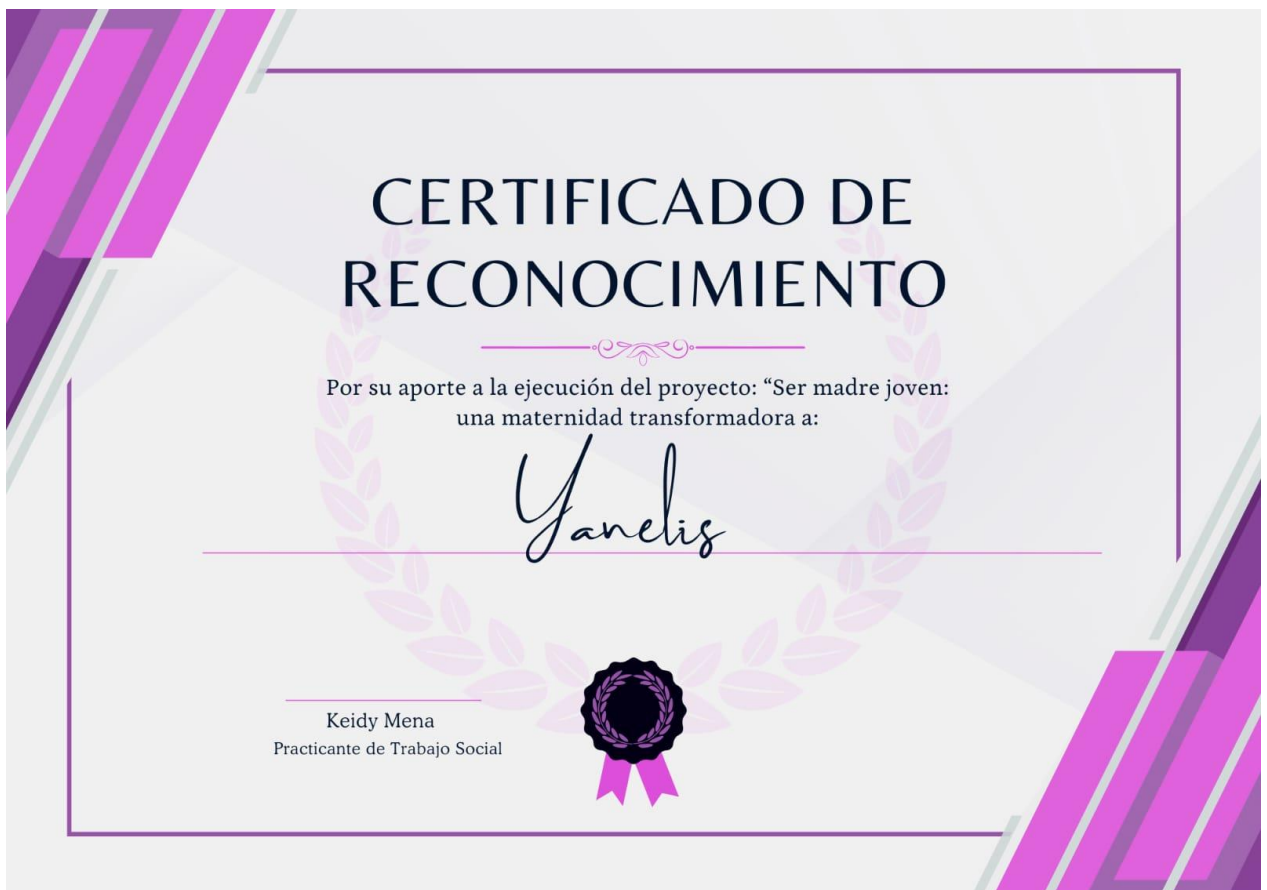 CERTIFICADO DE
RECONOCIMIENTO
Por su aporte a la ejecución del proyecto: “Ser madre joven:
una maternidad transformadora a:
Yanelis
Keidy Mena
Practicante de Trabajo Social